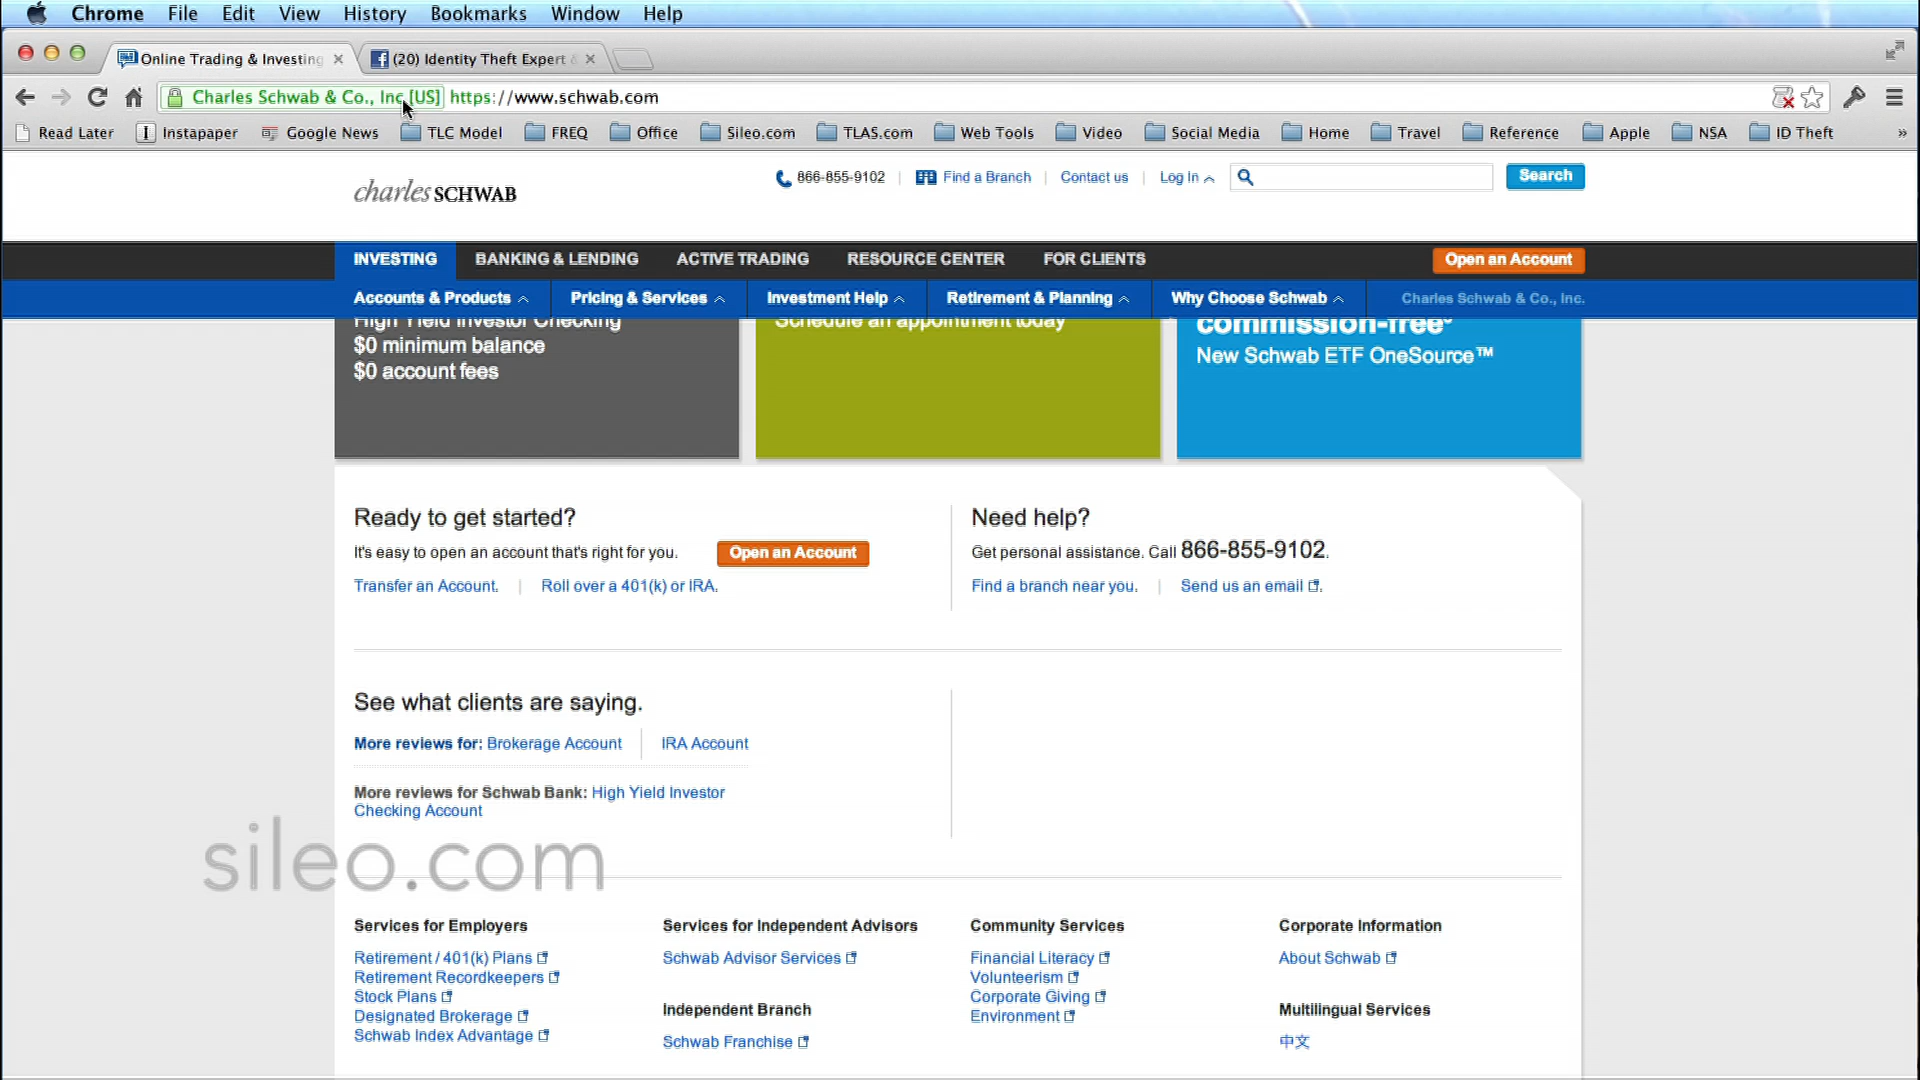 Chrome File Edit View History Bookmarks Window Help
Online Trading & Investing (20) Identity Theft Expert &
Charles Schwab & Co., Inc. [US] https://www.schwab.com
Read Later Instapaper Google News TLC Model FREQ Office Sileo.com TLAS.com Web Tools Video Social Media Home Travel Reference Apple NSA ID Theft »
charles SCHWAB
866-855-9102 Find a Branch Contact us Log In Search
INVESTING BANKING & LENDING ACTIVE TRADING RESOURCE CENTER FOR CLIENTS Open an Account
Accounts & Products Pricing & Services Investment Help Retirement & Planning Why Choose Schwab Charles Schwab & Co., Inc.
High Yield Investor Checking
$0 minimum balance
$0 account fees
Schedule an appointment today
commission-free
New Schwab ETF OneSource™
Ready to get started?
It's easy to open an account that's right for you. Open an Account
Transfer an Account. Roll over a 401(k) or IRA.
Need help?
Get personal assistance. Call 866-855-9102.
Find a branch near you. Send us an email.
See what clients are saying.
More reviews for: Brokerage Account IRA Account
More reviews for Schwab Bank: High Yield Investor
Checking Account
sileo.com
Services for Employers
Retirement / 401(k) Plans
Retirement Recordkeepers
Stock Plans
Designated Brokerage
Schwab Index Advantage
Services for Independent Advisors
Schwab Advisor Services
Independent Branch
Schwab Franchise
Community Services
Financial Literacy
Volunteerism
Corporate Giving
Environment
Corporate Information
About Schwab
Multilingual Services
中文